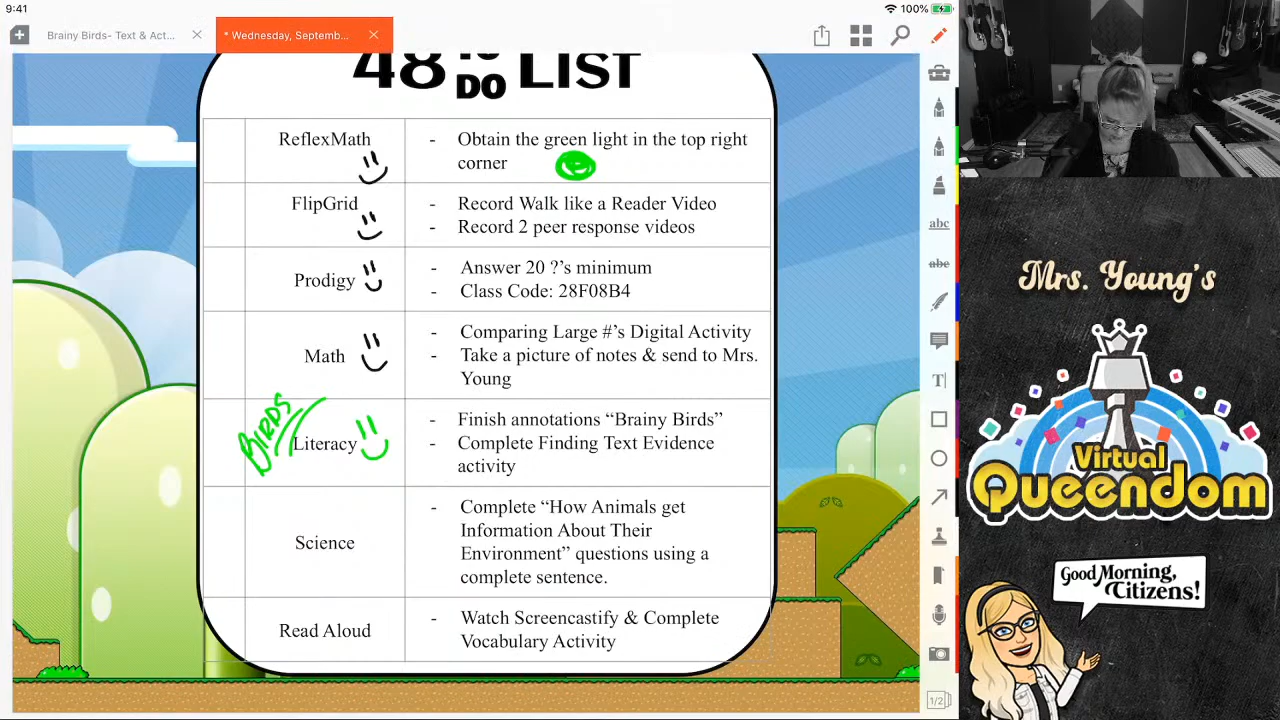 9:41
100%
Brainy Birds- Text & Act...
* Wednesday, Septemb...
48 TO DO LIST
ReflexMath
- Obtain the green light in the top right
corner
FlipGrid
- Record Walk like a Reader Video
- Record 2 peer response videos
Prodigy
- Answer 20 ?'s minimum
- Class Code: 28F08B4
Math
- Comparing Large #'s Digital Activity
- Take a picture of notes & send to Mrs.
Young
BIRDS
Literacy
- Finish annotations “Brainy Birds”
- Complete Finding Text Evidence
activity
Science
- Complete “How Animals get
Information About Their
Environment” questions using a
complete sentence.
Read Aloud
- Watch Screencastify & Complete
Vocabulary Activity
abc
abc
T
1/2
Mrs. Young's
Virtual
Queendom
Good Morning,
Citizens!